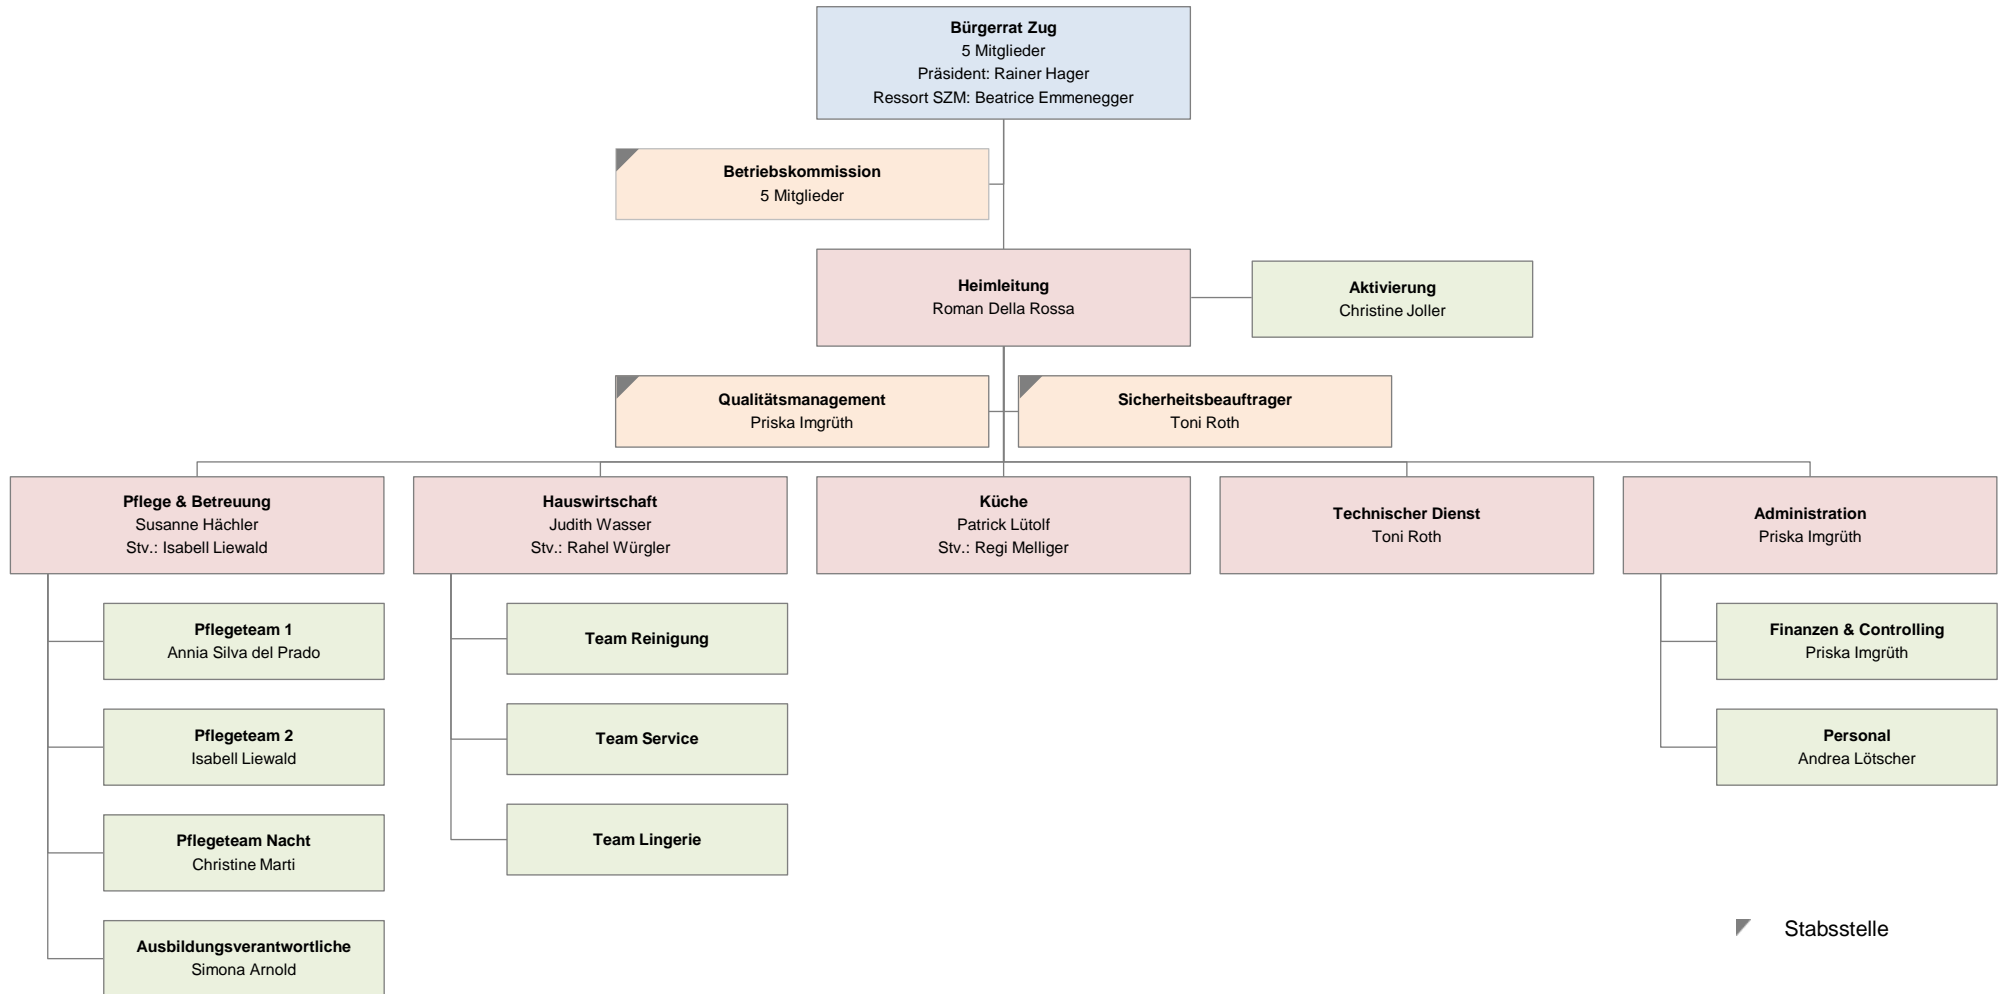 Bürgerrat Zug
5 Mitglieder
Präsident: Rainer Hager
Ressort SZM: Beatrice Emmenegger
Betriebskommission
5 Mitglieder
Heimleitung
Roman Della Rossa
Aktivierung
Christine Joller
Qualitätsmanagement
Priska Imgrüth
Sicherheitsbeauftrager
Toni Roth
Pflege & Betreuung
Susanne Hächler
Stv.: Isabell Liewald
Hauswirtschaft
Judith Wasser
Stv.: Rahel Würgler
Küche
Patrick Lütolf
Stv.: Regi Melliger
Technischer Dienst
Toni Roth
Administration
Priska Imgrüth
Pflegeteam 1
Annia Silva del Prado
Pflegeteam 2
Isabell Liewald
Pflegeteam Nacht
Christine Marti
Ausbildungsverantwortliche
Simona Arnold
Team Reinigung
Team Service
Team Lingerie
Finanzen & Controlling
Priska Imgrüth
Personal
Andrea Lötscher
Stabsstelle